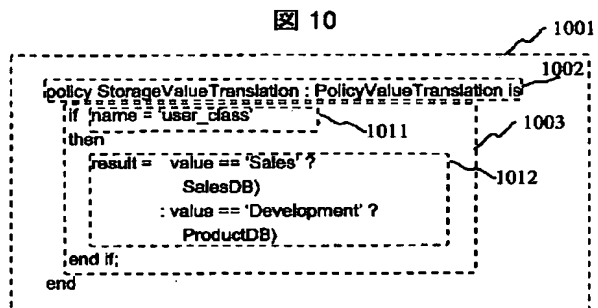 図 10
1001
1002
policy StorageValueTranslation : PolicyValueTranslation is
if name = 'user_class'
1011
1003
then
result = value == 'Sales' ?
1012
SalesDB)
: value == 'Development' ?
ProductDB)
end if;
end